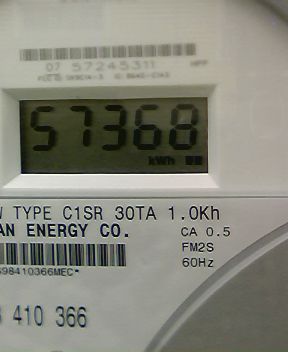 07 57245311
57368
kWh
TYPE C1SR 30TA 1.0Kh
AN ENERGY CO. CA 0.5
FM2S
60Hz
98410366MEC*
410 366